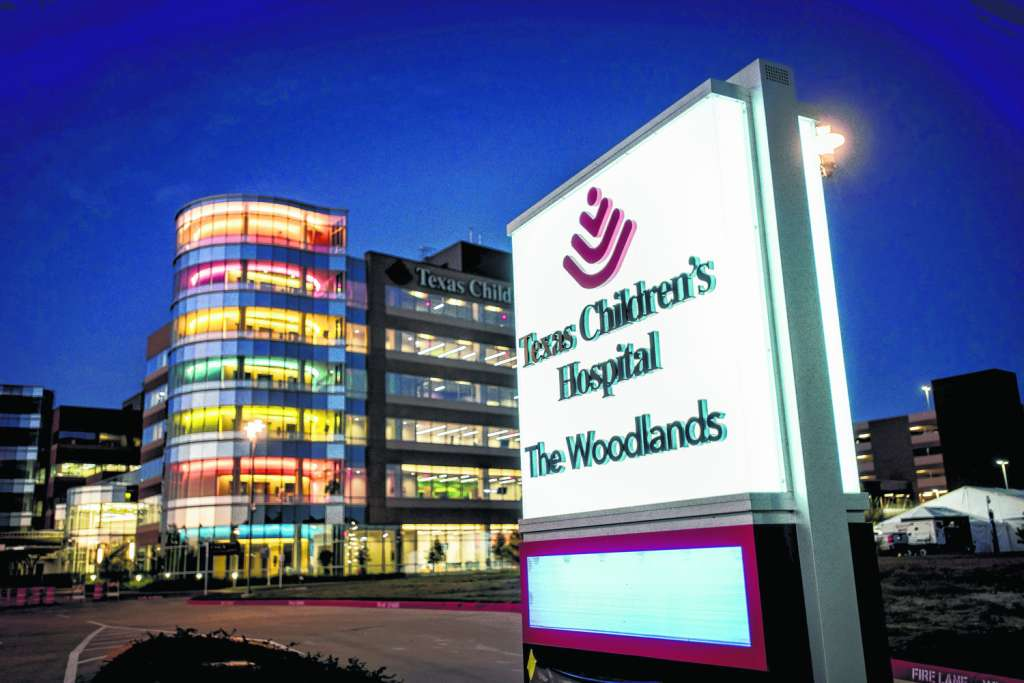 Texas Child
Texas Children's
Hospital
The Woodlands
FIRE LANE